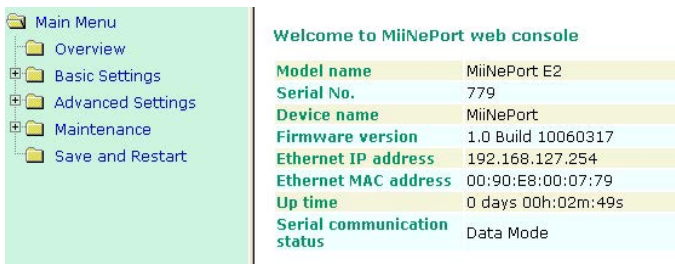 Main Menu
Overview
Basic Settings
Advanced Settings
Maintenance
Save and Restart
Welcome to MiiNePort web console
Model name MiiNePort E2
Serial No. 779
Device name MiiNePort
Firmware version 1.0 Build 10060317
Ethernet IP address 192.168.127.254
Ethernet MAC address 00:90:E8:00:07:79
Up time 0 days 00h:02m:49s
Serial communication
status Data Mode